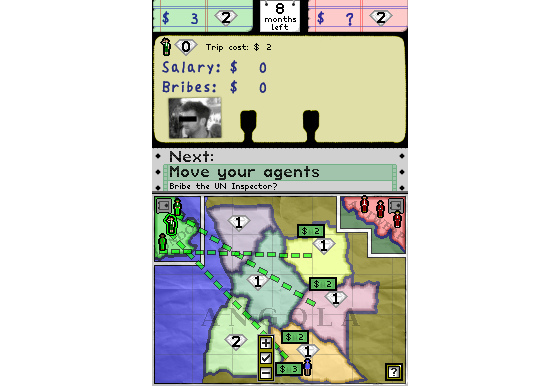 $ 3 2
8
months
left
$ ? 2
0 Trip cost: $ 2
Salary: $ 0
Bribes: $ 0
Next:
Move your agents
Bribe the UN Inspector?
1
$ 2
1
1
$ 2
1
ANGOLA
$ 2
2
1
$ 3
?